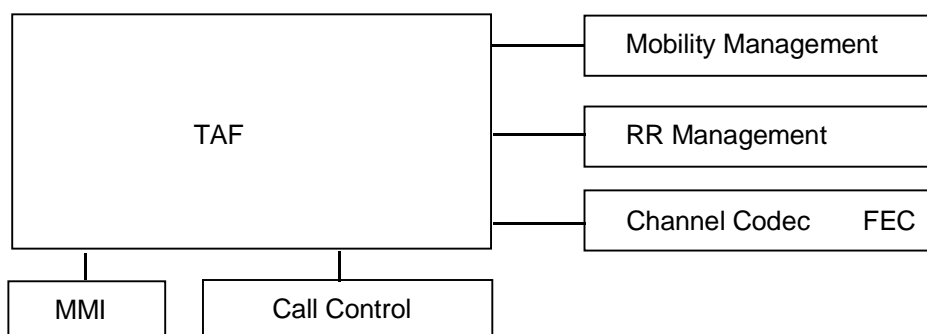 Mobility Management
TAF
RR Management
Channel Codec FEC
MMI
Call Control